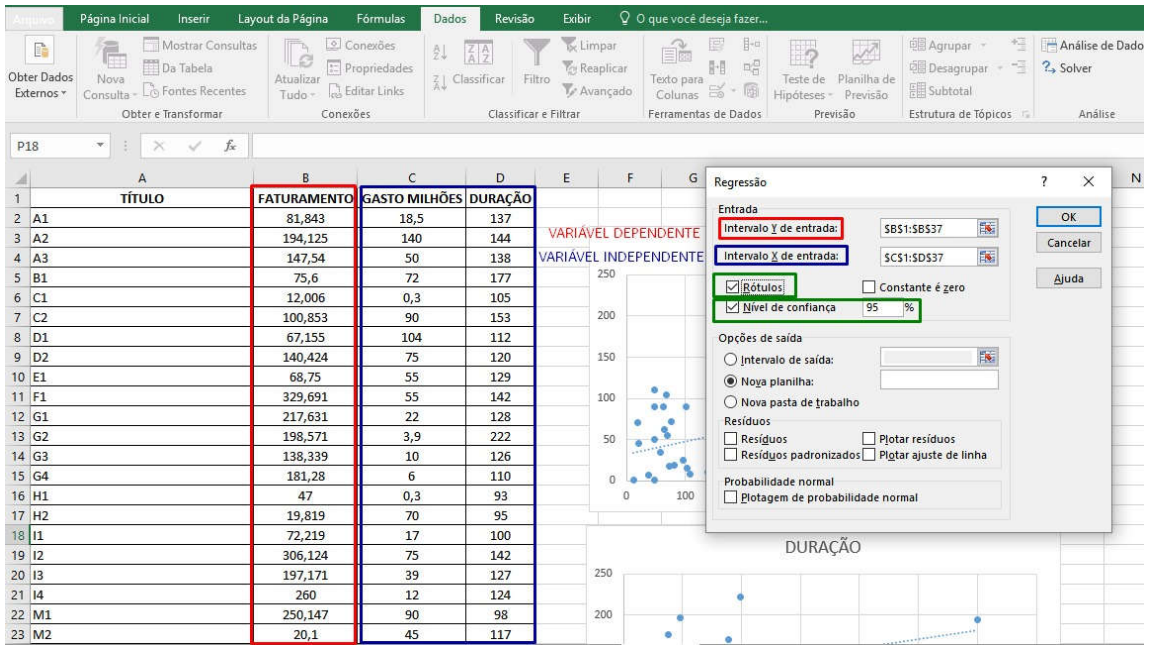 Arquivo Página Inicial Inserir Layout da Página Fórmulas Dados Revisão Exibir O que você deseja fazer...
Obter Dados Externos
Nova Consulta
Mostrar Consultas
Da Tabela
Fontes Recentes
Obter e Transformar
Atualizar Tudo
Conexões
Propriedades
Editar Links
Conexões
Classificar
Filtro
Limpar
Reaplicar
Avançado
Classificar e Filtrar
Texto para Colunas
Ferramentas de Dados
Teste de Hipóteses
Planilha de Previsão
Previsão
Agrupar
Desagrupar
Subtotal
Estrutura de Tópicos
Análise de Dado
Solver
Análise
P18 fx
A B C D E F G N
1 TÍTULO FATURAMENTO GASTO MILHÕES DURAÇÃO
2 A1 81,843 18,5 137
3 A2 194,125 140 144
4 A3 147,54 50 138
5 B1 75,6 72 177
6 C1 12,006 0,3 105
7 C2 100,853 90 153
8 D1 67,155 104 112
9 D2 140,424 75 120
10 E1 68,75 55 129
11 F1 329,691 55 142
12 G1 217,631 22 128
13 G2 198,571 3,9 222
14 G3 138,339 10 126
15 G4 181,28 6 110
16 H1 47 0,3 93
17 H2 19,819 70 95
18 I1 72,219 17 100
19 I2 306,124 75 142
20 I3 197,171 39 127
21 I4 260 12 124
22 M1 250,147 90 98
23 M2 20,1 45 117
VARIÁVEL DEPENDENTE
VARIÁVEL INDEPENDENTE
250
200
150
100
50
0
0 100
DURAÇÃO
250
200
Regressão ? ×
Entrada
Intervalo Y de entrada: $B$1:$B$37
Intervalo X de entrada: $C$1:$D$37
Rótulos Constante é zero
Nível de confiança 95 %
Opções de saída
Intervalo de saída:
Nova planilha:
Nova pasta de trabalho
Resíduos
Resíduos Plotar resíduos
Resíduos padronizados Plotar ajuste de linha
Probabilidade normal
Plotagem de probabilidade normal
OK
Cancelar
Ajuda